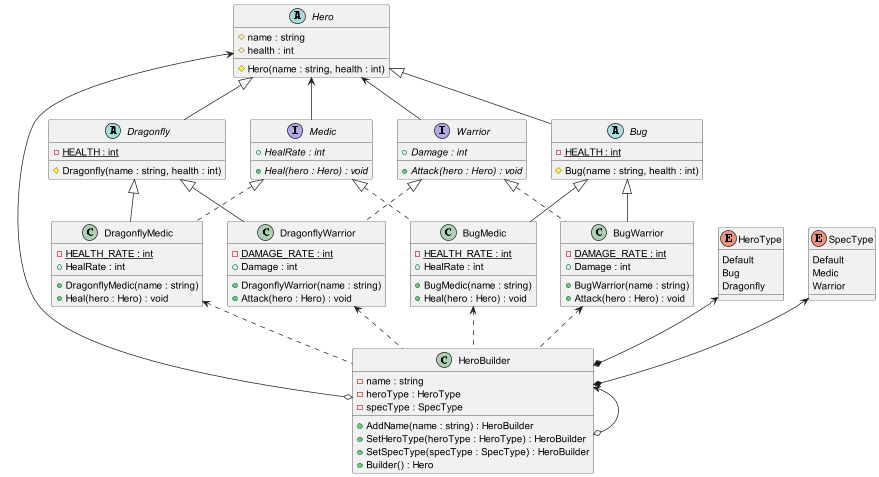 A Hero
name : string
health : int
Hero(name : string, health : int)
A Dragonfly
HEALTH : int
Dragonfly(name : string, health : int)
I Medic
HealRate : int
Heal(hero : Hero) : void
I Warrior
Damage : int
Attack(hero : Hero) : void
A Bug
HEALTH : int
Bug(name : string, health : int)
C DragonflyMedic
HEALTH_RATE : int
HealRate : int
DragonflyMedic(name : string)
Heal(hero : Hero) : void
C DragonflyWarrior
DAMAGE_RATE : int
Damage : int
DragonflyWarrior(name : string)
Attack(hero : Hero) : void
C BugMedic
HEALTH_RATE : int
HealRate : int
BugMedic(name : string)
Heal(hero : Hero) : void
C BugWarrior
DAMAGE_RATE : int
Damage : int
BugWarrior(name : string)
Attack(hero : Hero) : void
E HeroType
Default
Bug
Dragonfly
E SpecType
Default
Medic
Warrior
C HeroBuilder
name : string
heroType : HeroType
specType : SpecType
AddName(name : string) : HeroBuilder
SetHeroType(heroType : HeroType) : HeroBuilder
SetSpecType(specType : SpecType) : HeroBuilder
Builder() : Hero